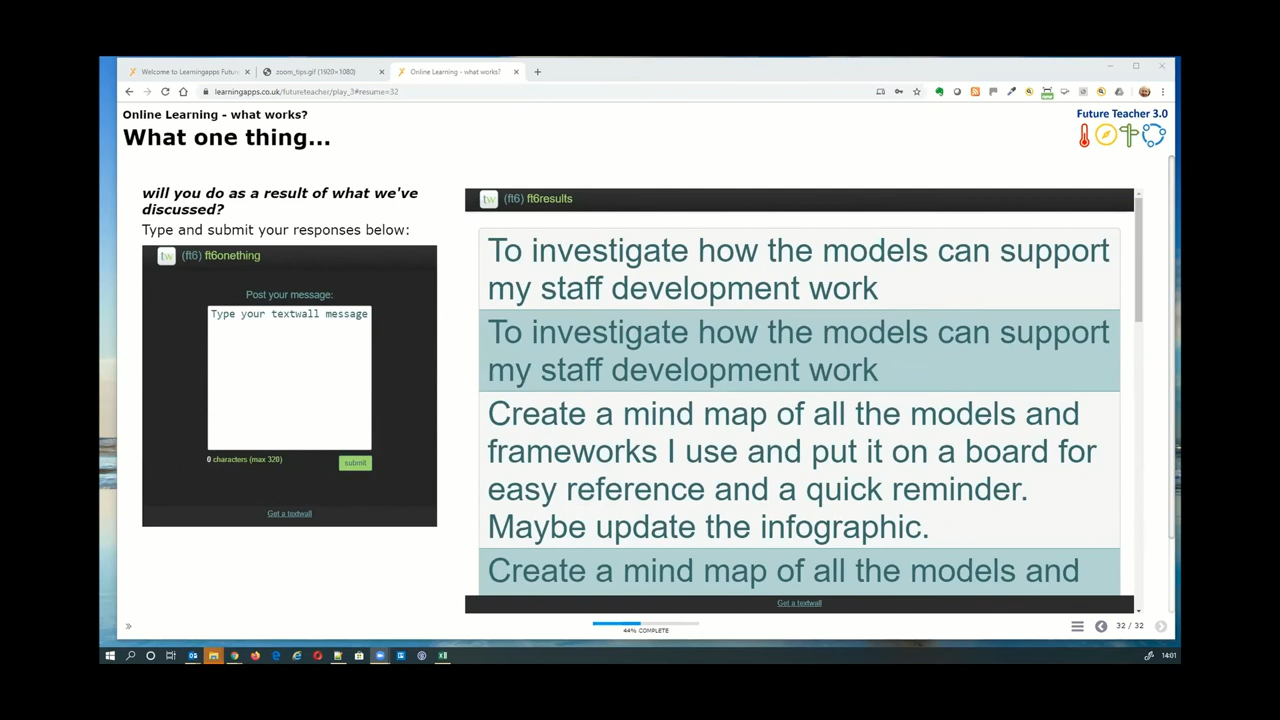 Welcome to Learningapps Futur
zoom_tips.gif (1920×1080)
Online Learning - what works?
learningapps.co.uk/futureteacher/play_3#resume=32
Online Learning - what works?
What one thing...
Future Teacher 3.0
will you do as a result of what we've
discussed?
Type and submit your responses below:
tw (ft6) ft6onething
Post your message:
Type your textwall message
0 characters (max 320)
submit
Get a textwall
tw (ft6) ft6results
To investigate how the models can support
my staff development work
To investigate how the models can support
my staff development work
Create a mind map of all the models and
frameworks I use and put it on a board for
easy reference and a quick reminder.
Maybe update the infographic.
Create a mind map of all the models and
Get a textwall
44% COMPLETE
32 / 32
14:01